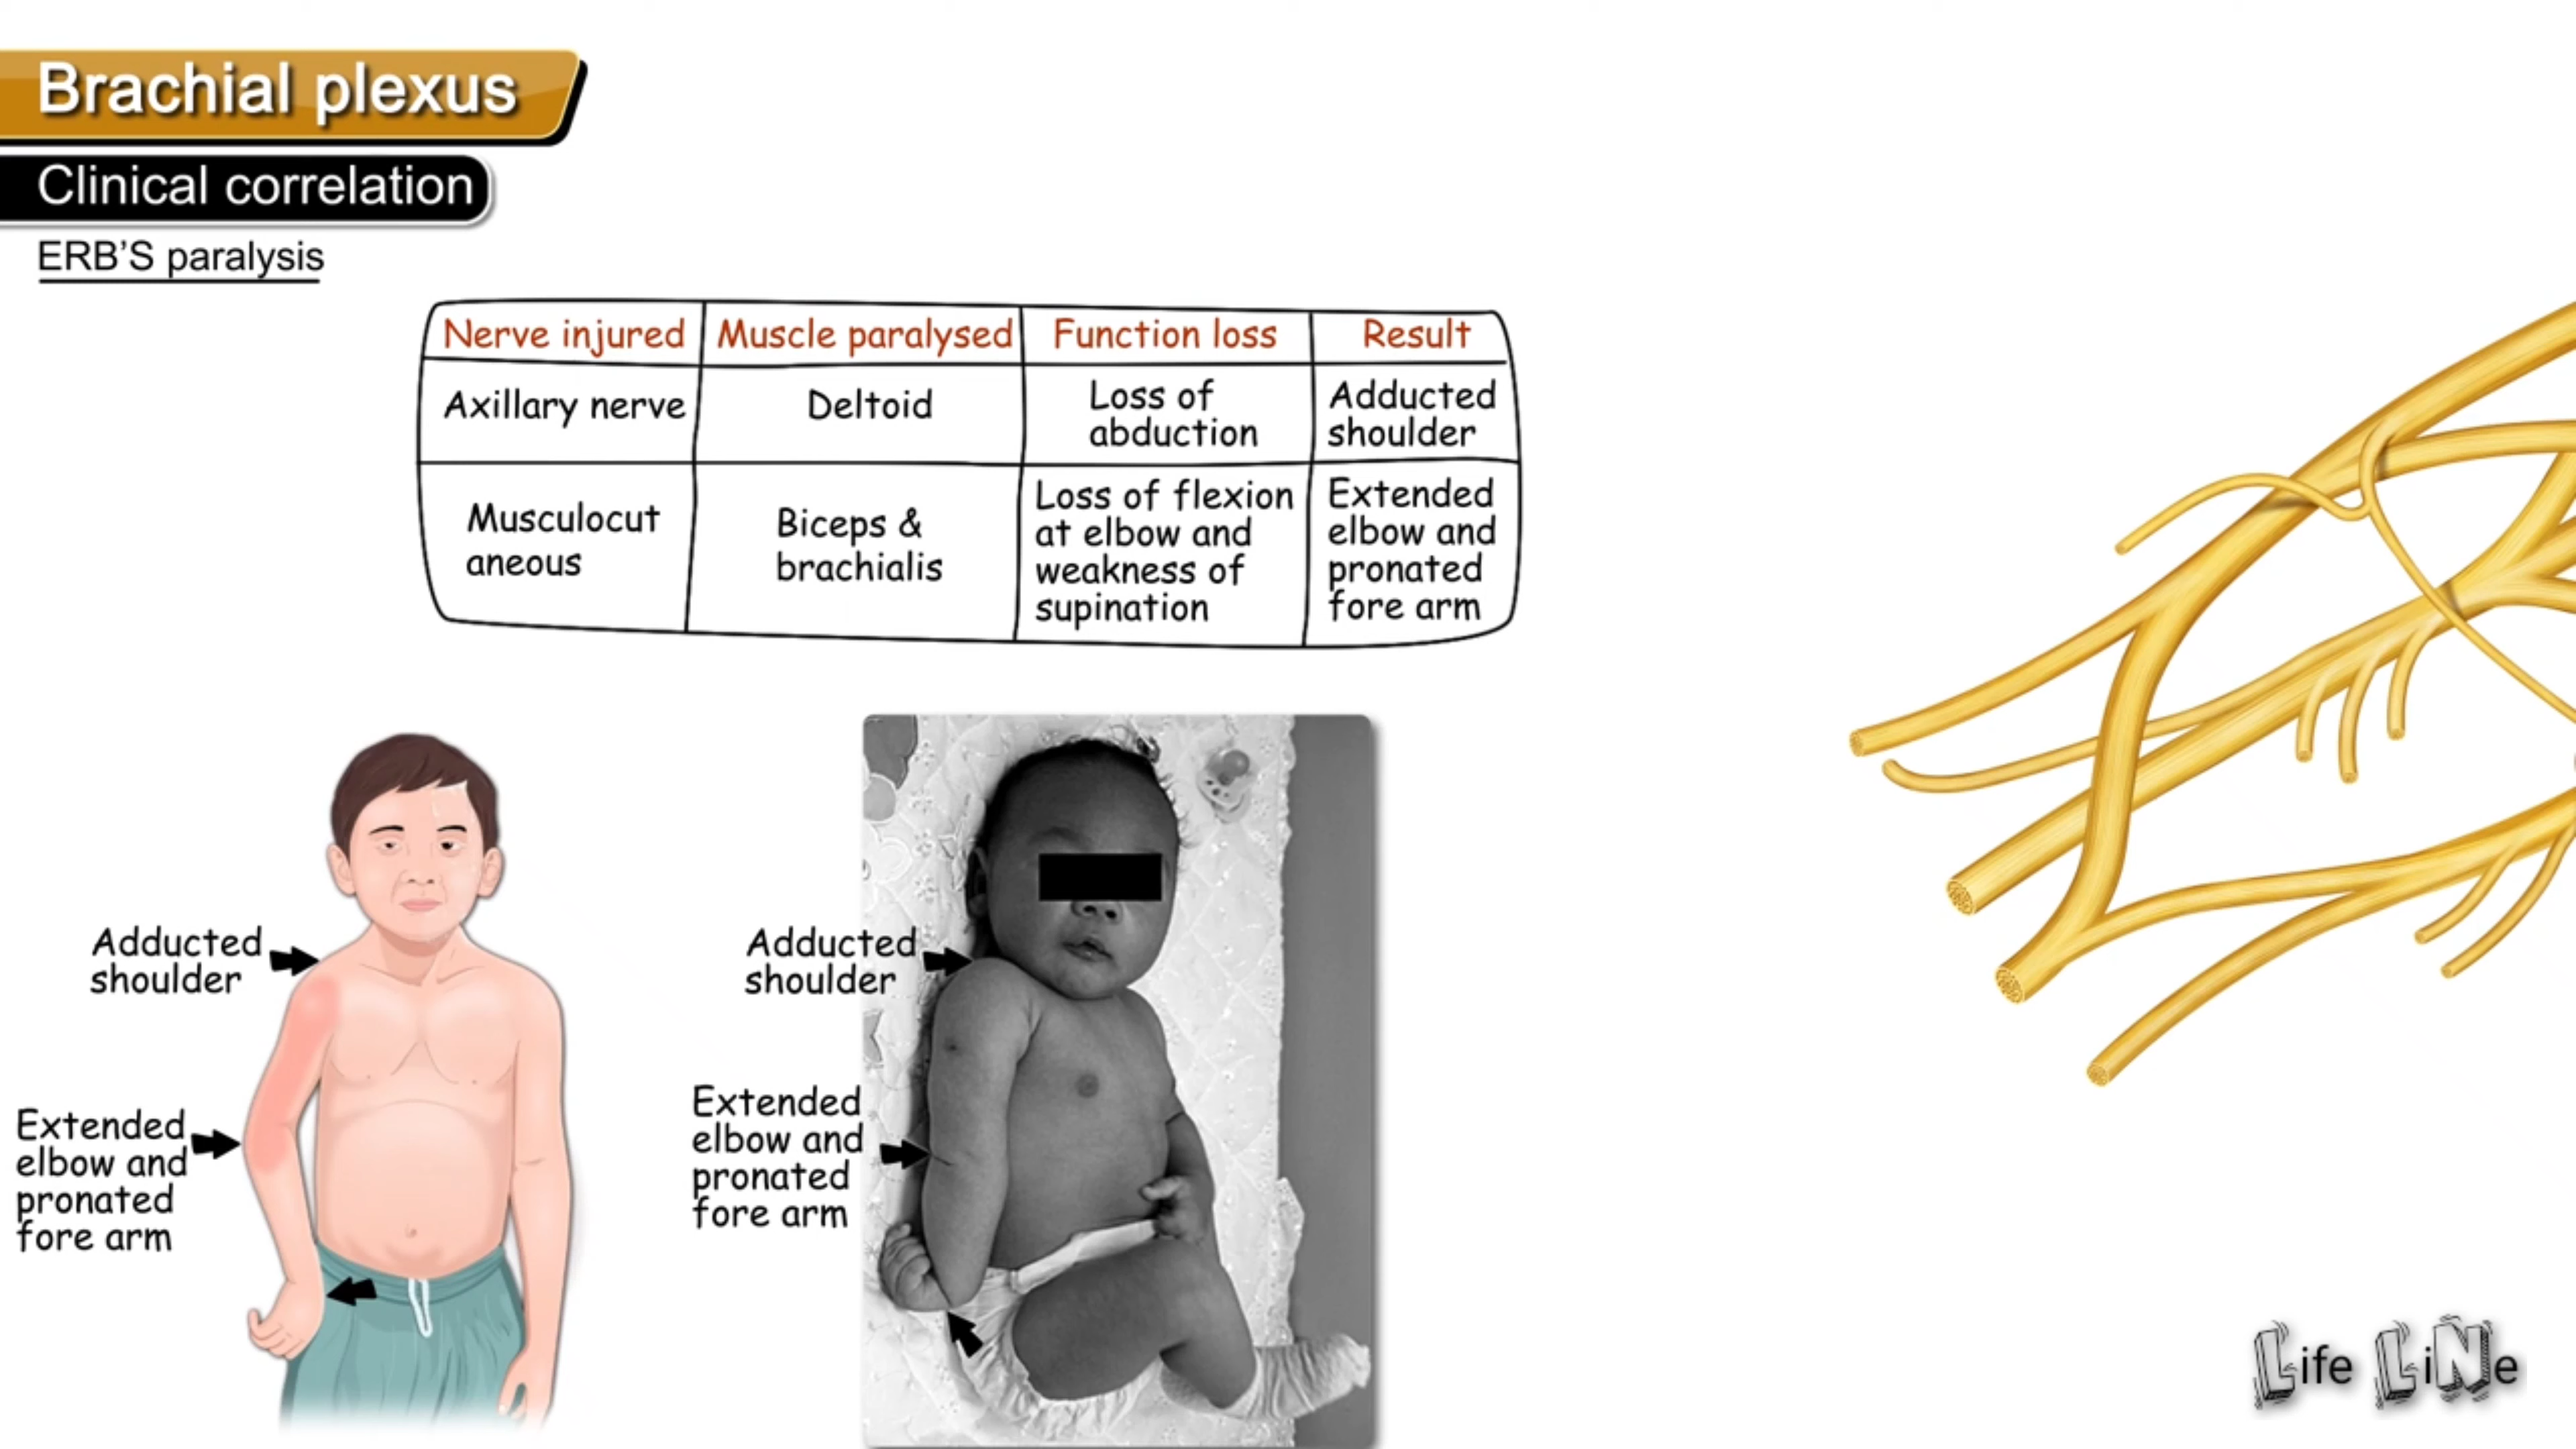 Brachial plexus
Clinical correlation
ERB'S paralysis
Nerve injured
Muscle paralysed
Function loss
Result
Axillary nerve
Deltoid
Loss of
abduction
Adducted
shoulder
Musculocut
aneous
Biceps &
brachialis
Loss of flexion
at elbow and
weakness of
supination
Extended
elbow and
pronated
fore arm
Adducted
shoulder
Extended
elbow and
pronated
fore arm
Adducted
shoulder
Extended
elbow and
pronated
fore arm
Life LiNe